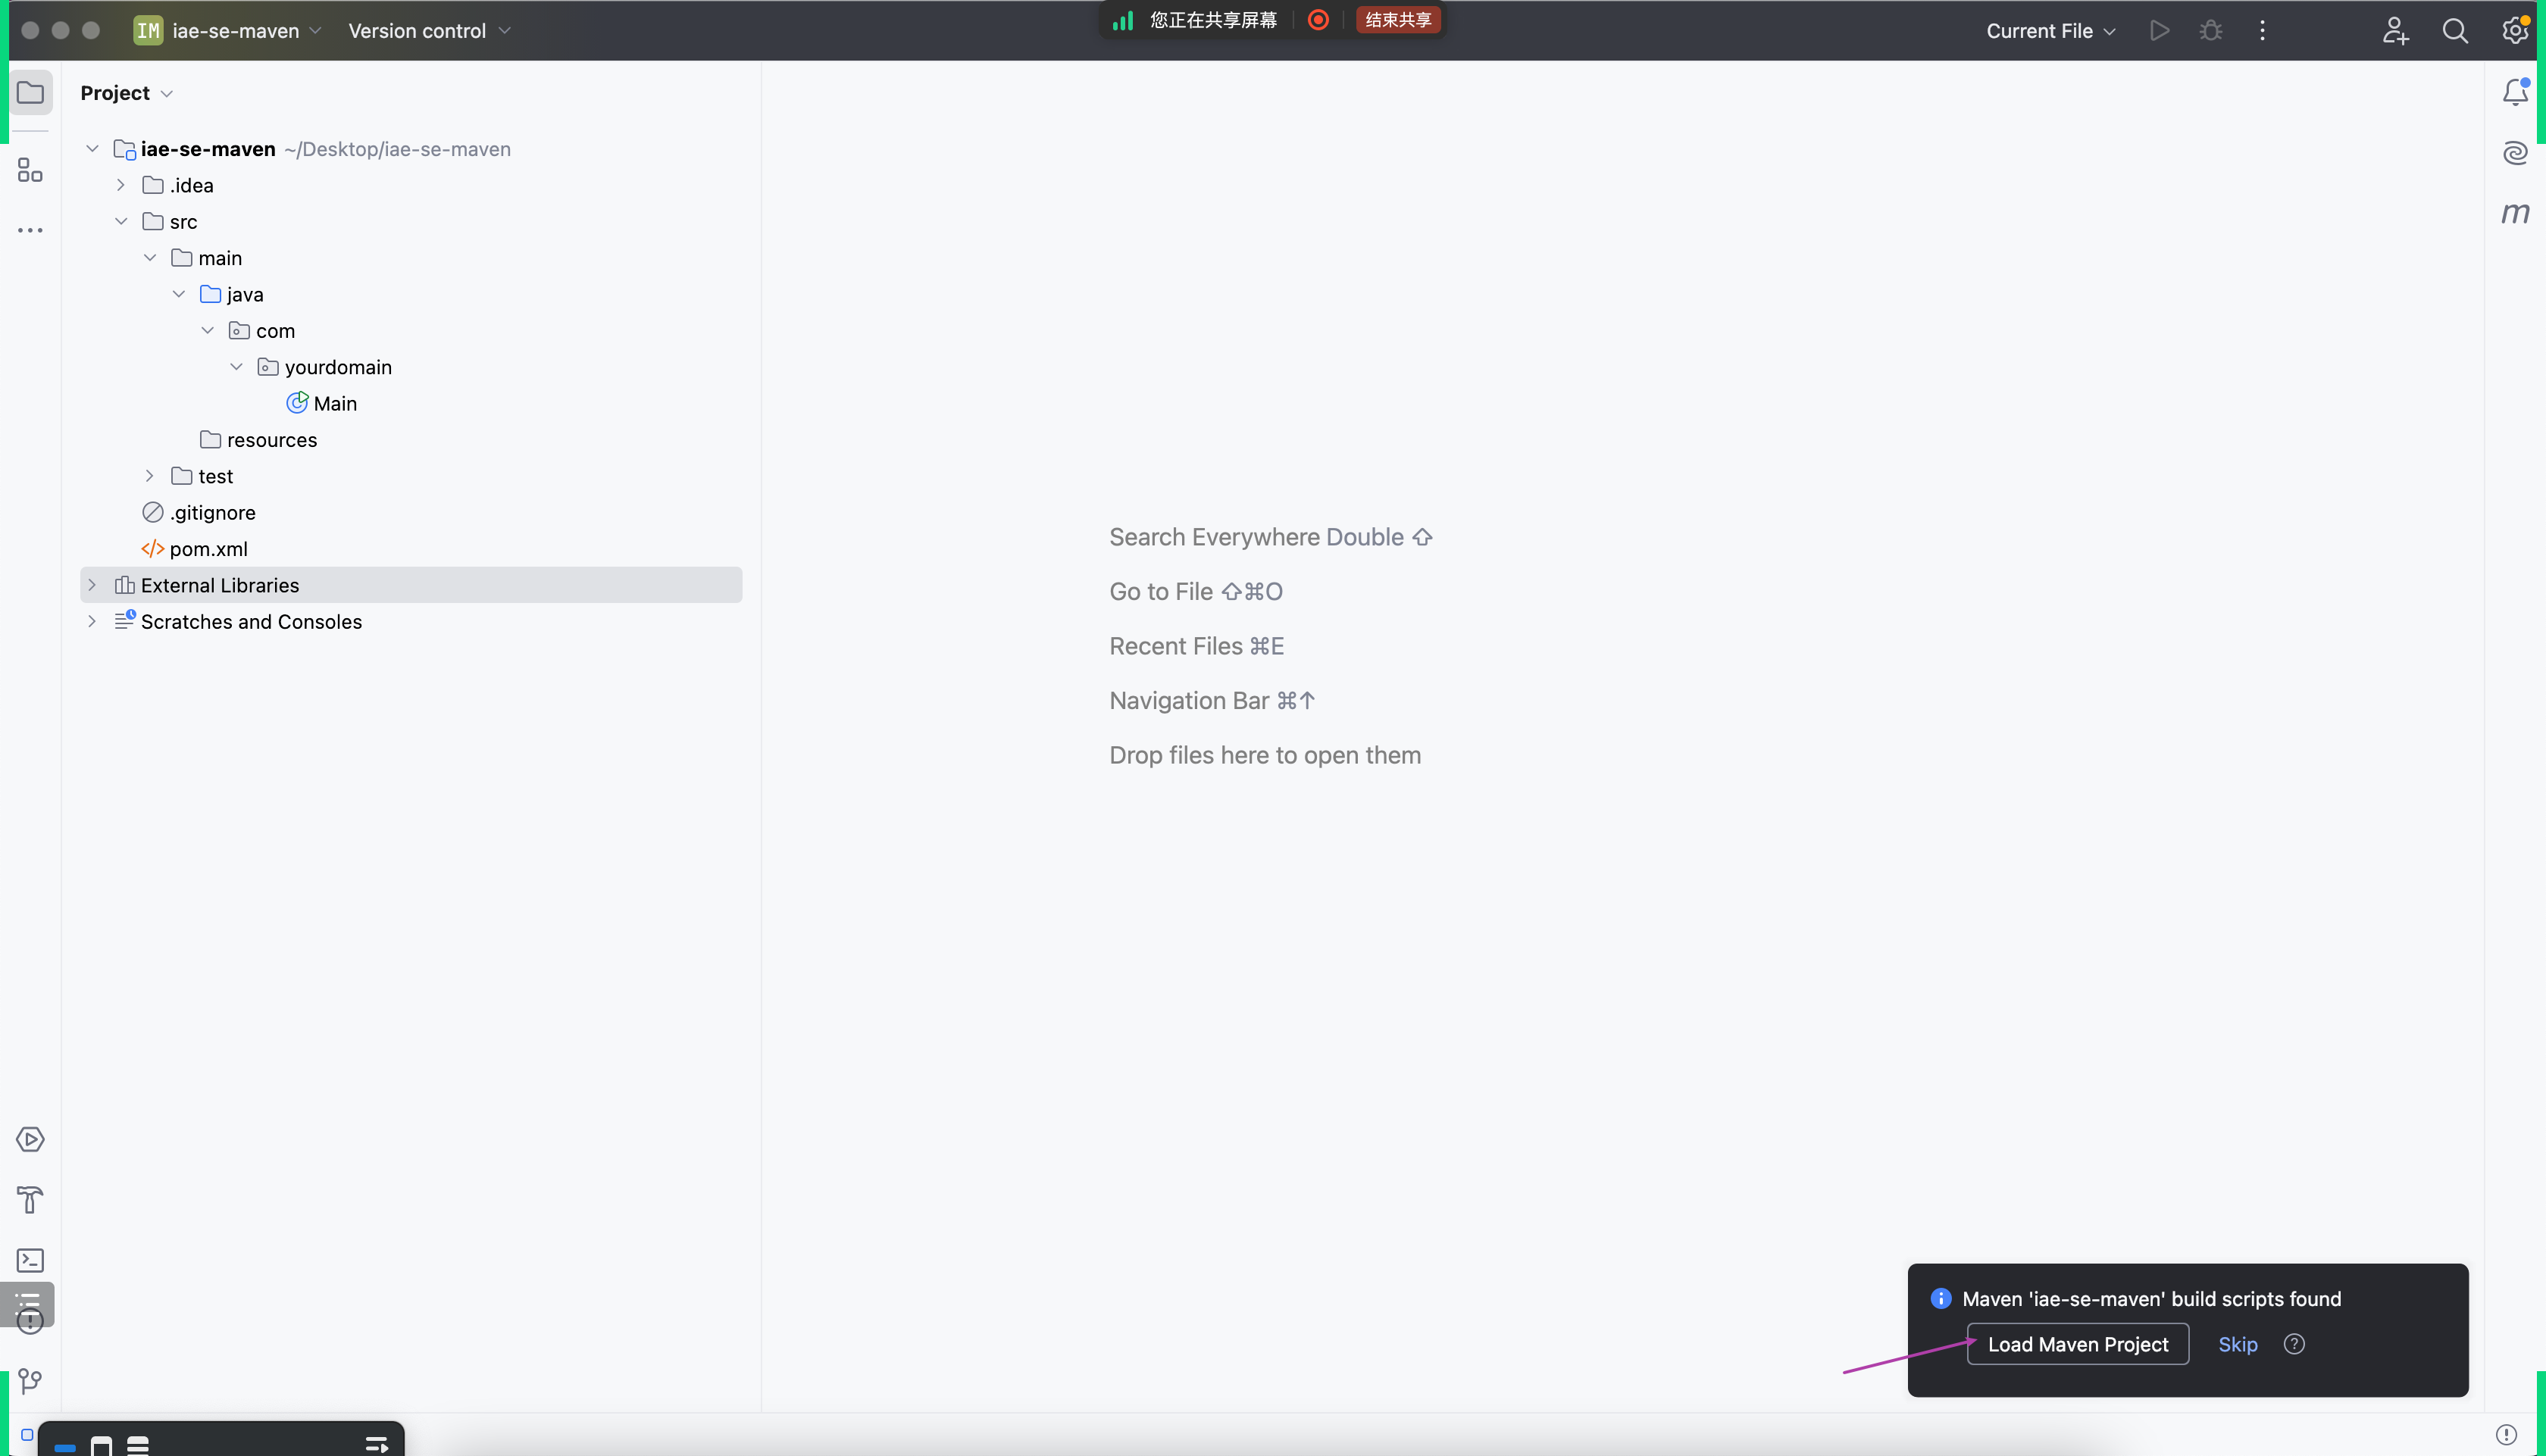 IM iae-se-maven Version control 您正在共享屏幕 结束共享 Current File
Project
iae-se-maven ~/Desktop/iae-se-maven
.idea
src
main
java
com
yourdomain
Main
resources
test
.gitignore
pom.xml
External Libraries
Scratches and Consoles
Search Everywhere Double ⇧
Go to File ⇧⌘O
Recent Files ⌘E
Navigation Bar ⌘↑
Drop files here to open them
m
Maven 'iae-se-maven' build scripts found
Load Maven Project Skip